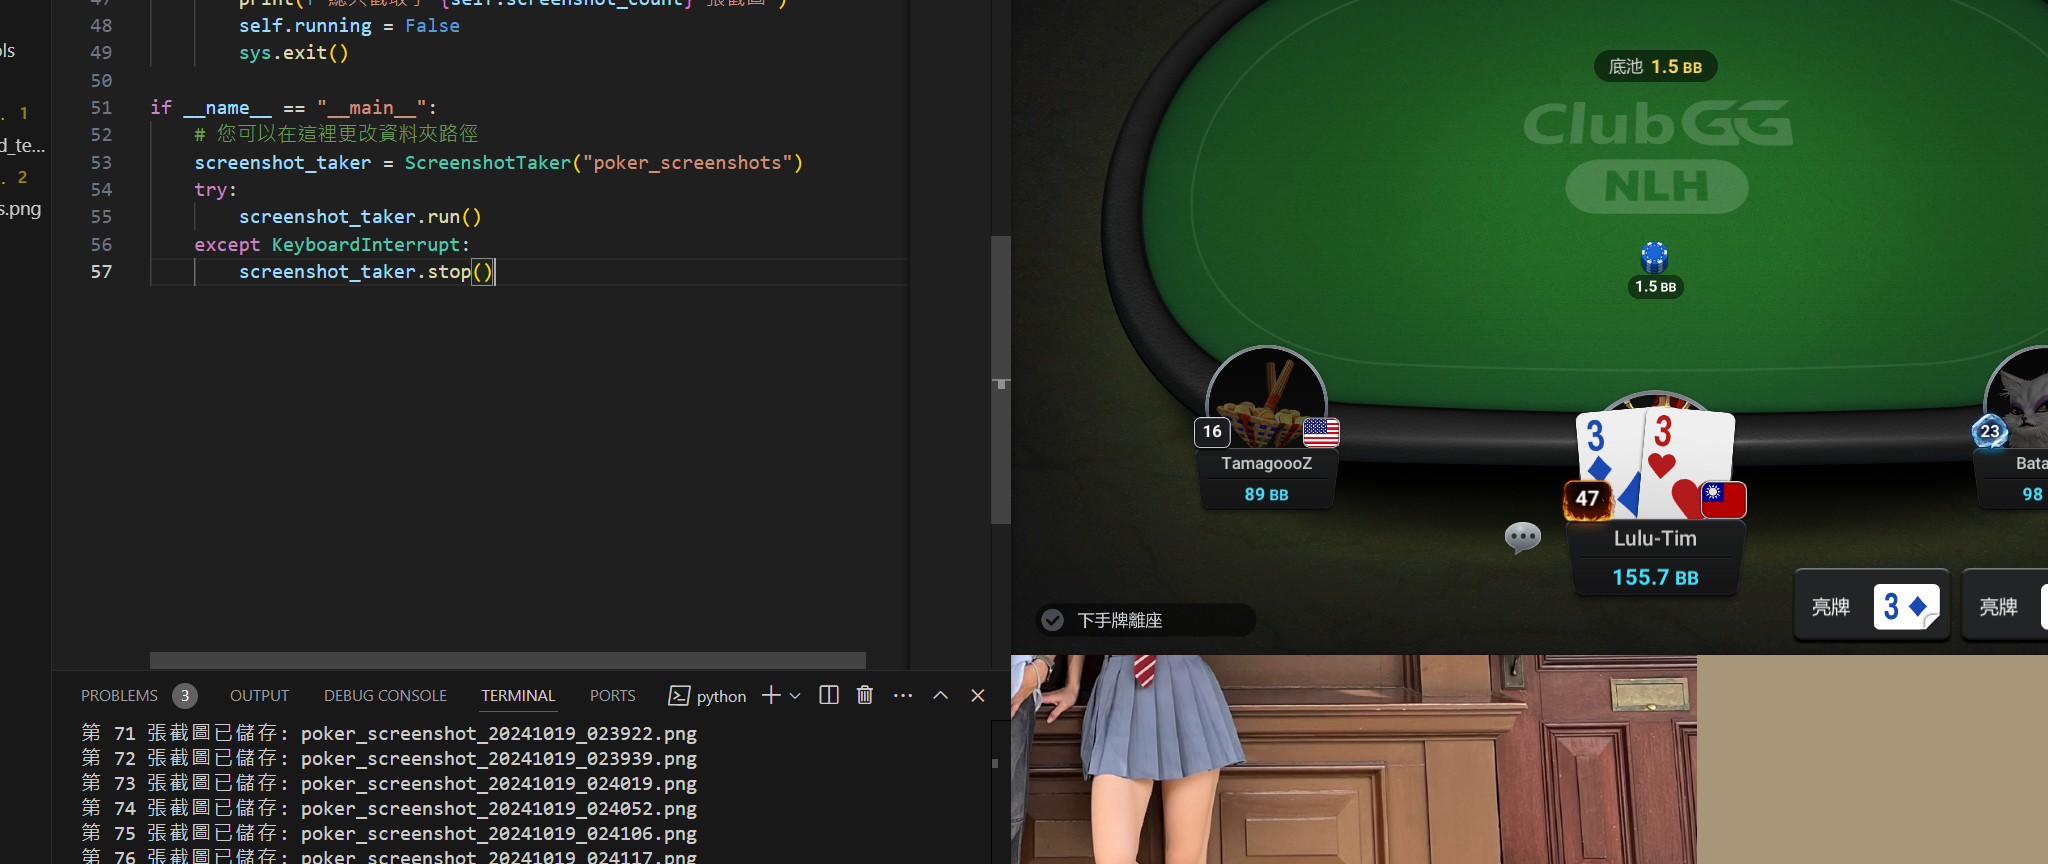 ols
. 1
d_te...
. 2
s.png
47 print(f"總共截取了 {self.screenshot_count} 張截圖")
48 self.running = False
49 sys.exit()
50
51 if __name__ == "__main__":
52 # 您可以在這裡更改資料夾路徑
53 screenshot_taker = ScreenshotTaker("poker_screenshots")
54 try:
55 screenshot_taker.run()
56 except KeyboardInterrupt:
57 screenshot_taker.stop()
PROBLEMS 3 OUTPUT DEBUG CONSOLE TERMINAL PORTS python
第 71 張截圖已儲存: poker_screenshot_20241019_023922.png
第 72 張截圖已儲存: poker_screenshot_20241019_023939.png
第 73 張截圖已儲存: poker_screenshot_20241019_024019.png
第 74 張截圖已儲存: poker_screenshot_20241019_024052.png
第 75 張截圖已儲存: poker_screenshot_20241019_024106.png
第 76 張截圖已儲存: poker_screenshot_20241019_024117.png
底池 1.5 BB
ClubGG
NLH
1.5 BB
16
TamagoooZ
89 BB
3 3
47
Lulu-Tim
155.7 BB
23
Bata
98
亮牌 3
亮牌
下手牌離座